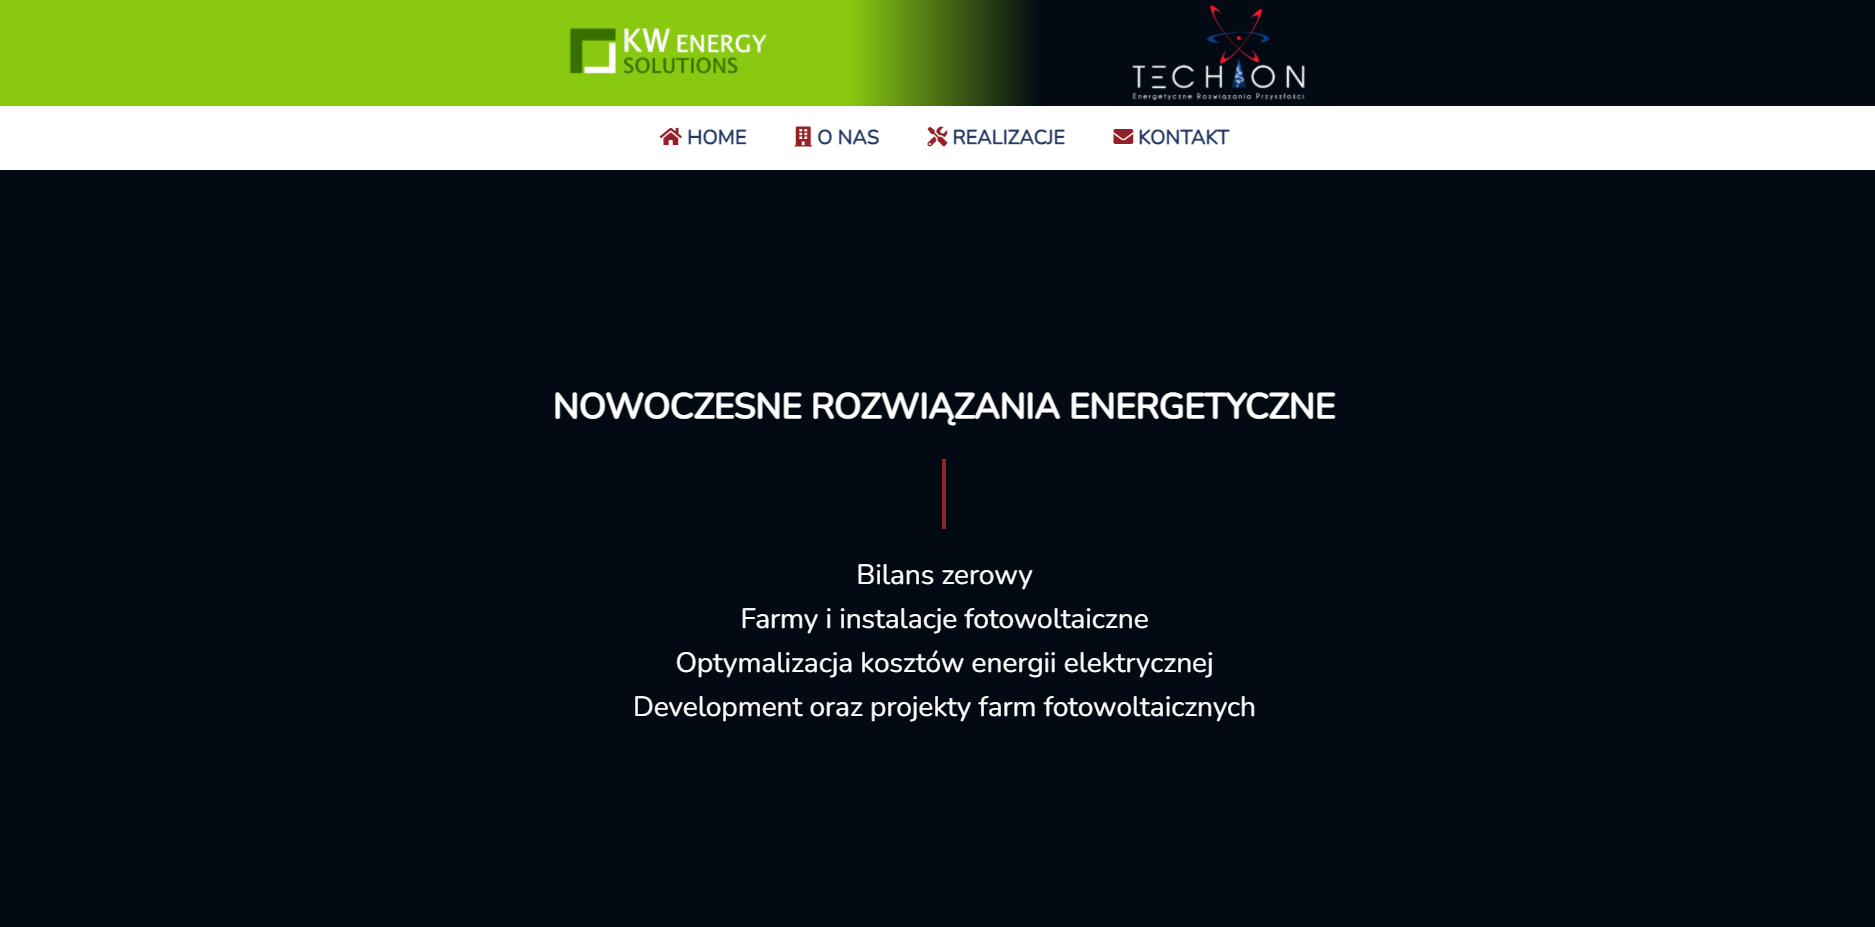 KW ENERGY
SOLUTIONS
TECHION
Energetyczne Rozwiązania Przyszłości
HOME
O NAS
REALIZACJE
KONTAKT
NOWOCZESNE ROZWIĄZANIA ENERGETYCZNE
Bilans zerowy
Farmy i instalacje fotowoltaiczne
Optymalizacja kosztów energii elektrycznej
Development oraz projekty farm fotowoltaicznych